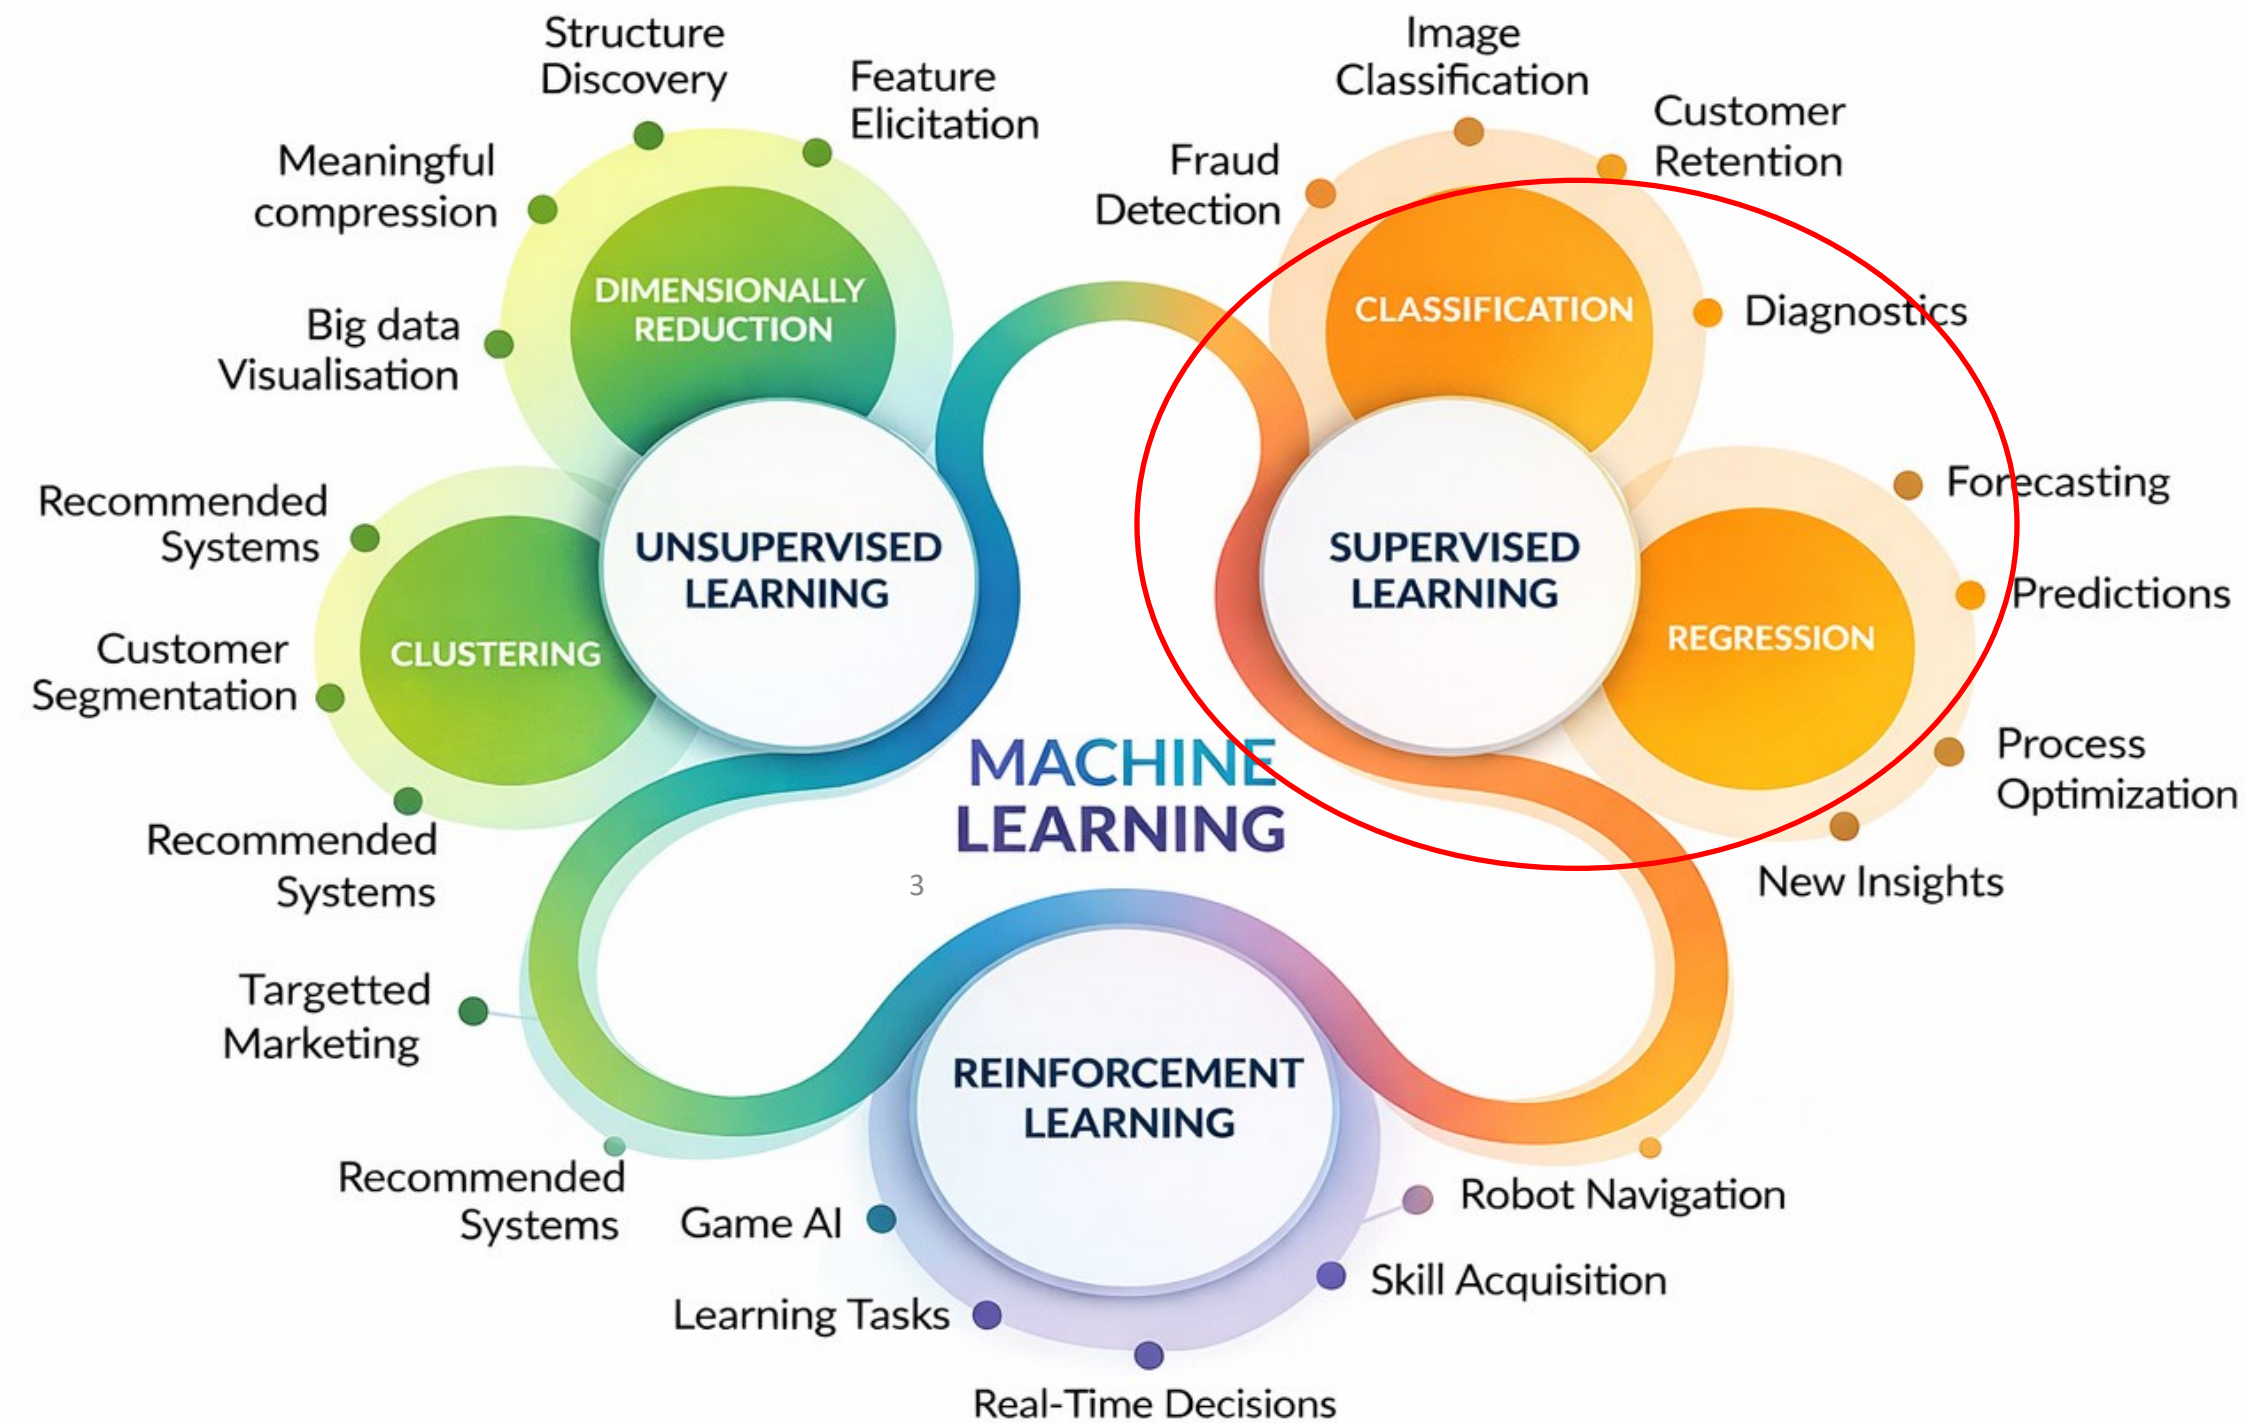 Structure
Discovery
Feature
Elicitation
Meaningful
compression
Big data
Visualisation
DIMENSIONALLY
REDUCTION
Recommended
Systems
Customer
Segmentation
CLUSTERING
UNSUPERVISED
LEARNING
Recommended
Systems
Targetted
Marketing
Recommended
Systems
Image
Classification
Customer
Retention
Fraud
Detection
CLASSIFICATION
Diagnostics
SUPERVISED
LEARNING
Forecasting
Predictions
REGRESSION
Process
Optimization
New Insights
MACHINE
LEARNING
3
REINFORCEMENT
LEARNING
Game AI
Learning Tasks
Real-Time Decisions
Skill Acquisition
Robot Navigation